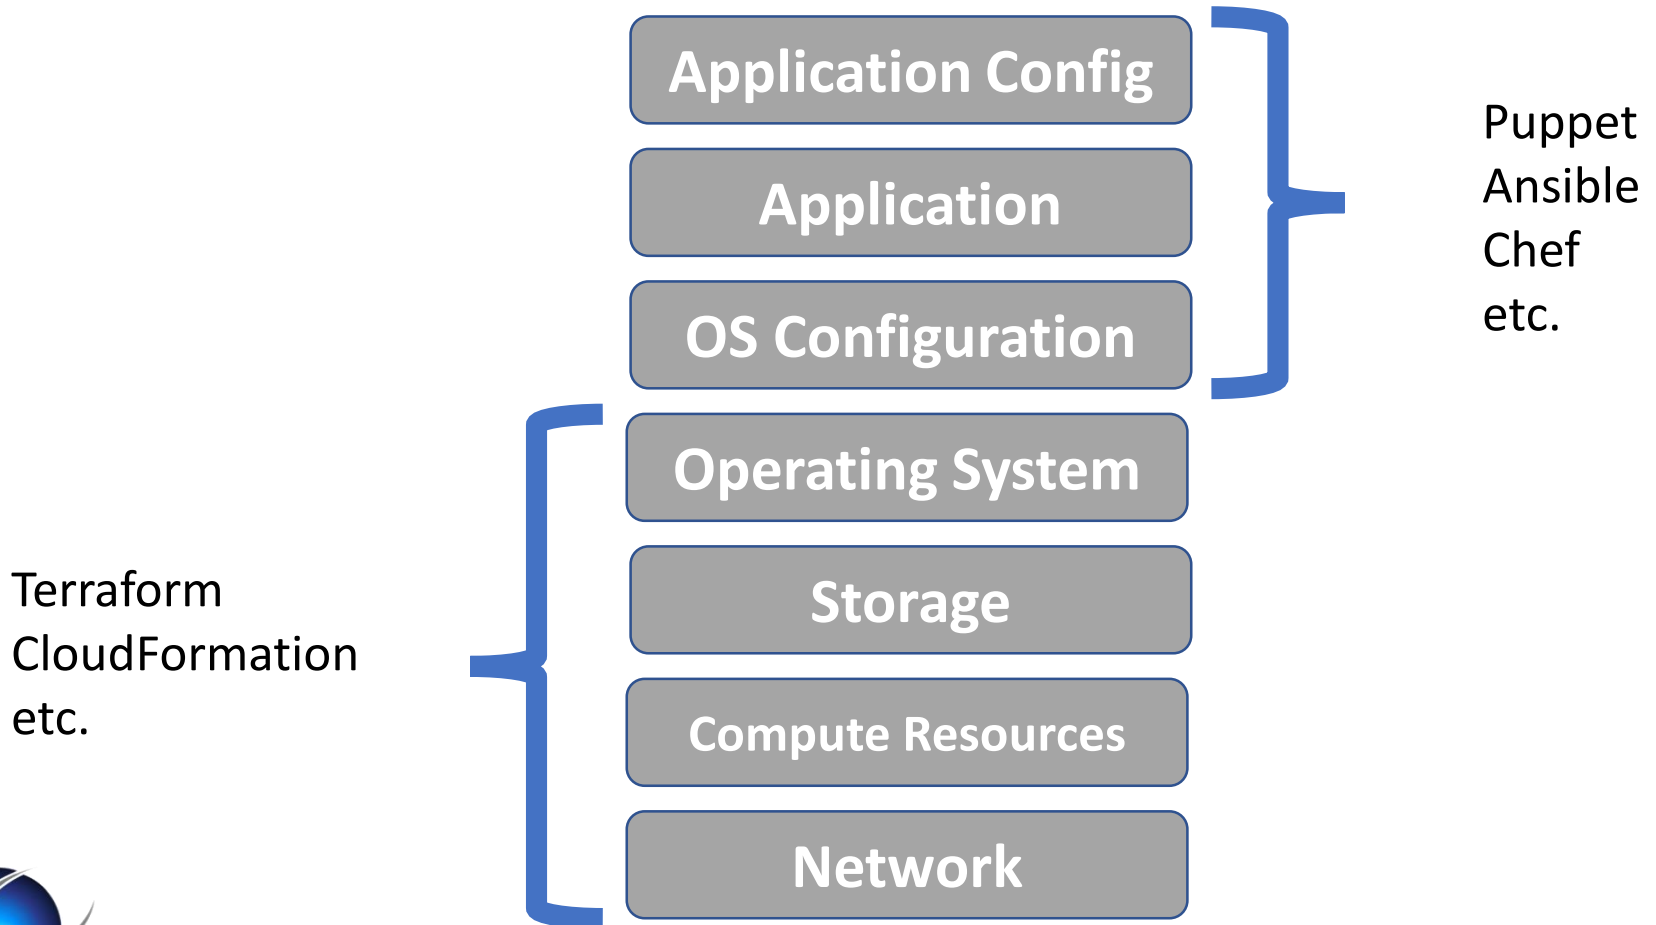 Application Config
Application
OS Configuration
Operating System
Storage
Compute Resources
Network
Puppet
Ansible
Chef
etc.
Terraform
CloudFormation
etc.